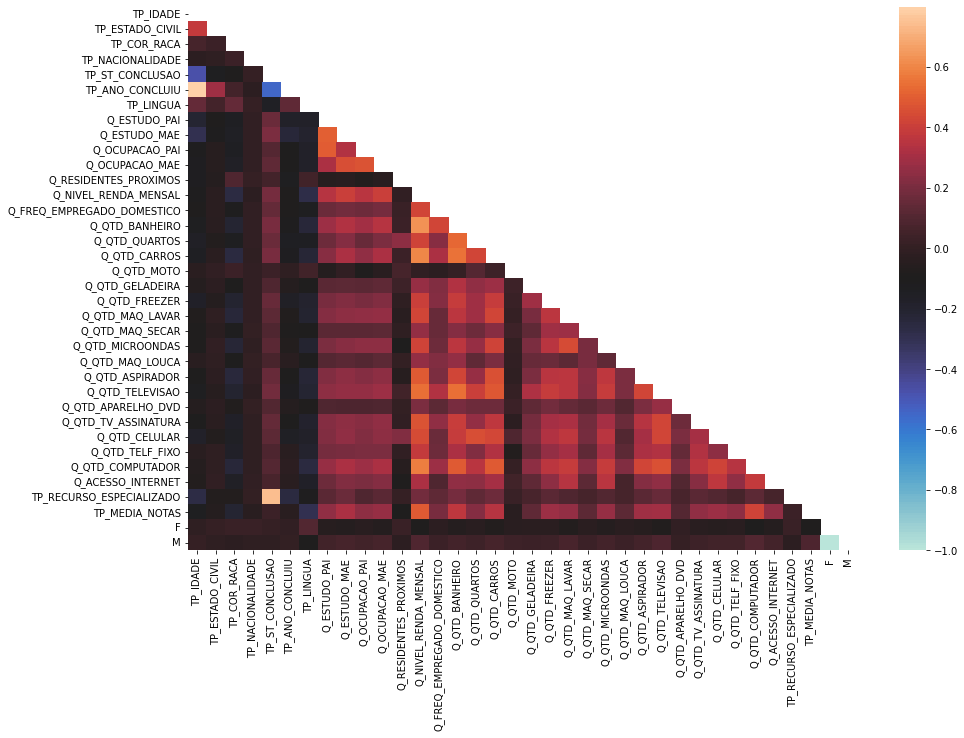 TP_IDADE
TP_ESTADO_CIVIL
TP_COR_RACA
TP_NACIONALIDADE
TP_ST_CONCLUSAO
TP_ANO_CONCLUIU
TP_LINGUA
Q_ESTUDO_PAI
Q_ESTUDO_MAE
Q_OCUPACAO_PAI
Q_OCUPACAO_MAE
Q_RESIDENTES_PROXIMOS
Q_NIVEL_RENDA_MENSAL
Q_FREQ_EMPREGADO_DOMESTICO
Q_QTD_BANHEIRO
Q_QTD_QUARTOS
Q_QTD_CARROS
Q_QTD_MOTO
Q_QTD_GELADEIRA
Q_QTD_FREEZER
Q_QTD_MAQ_LAVAR
Q_QTD_MAQ_SECAR
Q_QTD_MICROONDAS
Q_QTD_MAQ_LOUCA
Q_QTD_ASPIRADOR
Q_QTD_TELEVISAO
Q_QTD_APARELHO_DVD
Q_QTD_TV_ASSINATURA
Q_QTD_CELULAR
Q_QTD_TELF_FIXO
Q_QTD_COMPUTADOR
Q_ACESSO_INTERNET
TP_RECURSO_ESPECIALIZADO
TP_MEDIA_NOTAS
F
M
TP_IDADE
TP_ESTADO_CIVIL
TP_COR_RACA
TP_NACIONALIDADE
TP_ST_CONCLUSAO
TP_ANO_CONCLUIU
TP_LINGUA
Q_ESTUDO_PAI
Q_ESTUDO_MAE
Q_OCUPACAO_PAI
Q_OCUPACAO_MAE
Q_RESIDENTES_PROXIMOS
Q_NIVEL_RENDA_MENSAL
Q_FREQ_EMPREGADO_DOMESTICO
Q_QTD_BANHEIRO
Q_QTD_QUARTOS
Q_QTD_CARROS
Q_QTD_MOTO
Q_QTD_GELADEIRA
Q_QTD_FREEZER
Q_QTD_MAQ_LAVAR
Q_QTD_MAQ_SECAR
Q_QTD_MICROONDAS
Q_QTD_MAQ_LOUCA
Q_QTD_ASPIRADOR
Q_QTD_TELEVISAO
Q_QTD_APARELHO_DVD
Q_QTD_TV_ASSINATURA
Q_QTD_CELULAR
Q_QTD_TELF_FIXO
Q_QTD_COMPUTADOR
Q_ACESSO_INTERNET
TP_RECURSO_ESPECIALIZADO
TP_MEDIA_NOTAS
F
M
0.6
0.4
0.2
0.0
−0.2
−0.4
−0.6
−0.8
−1.0